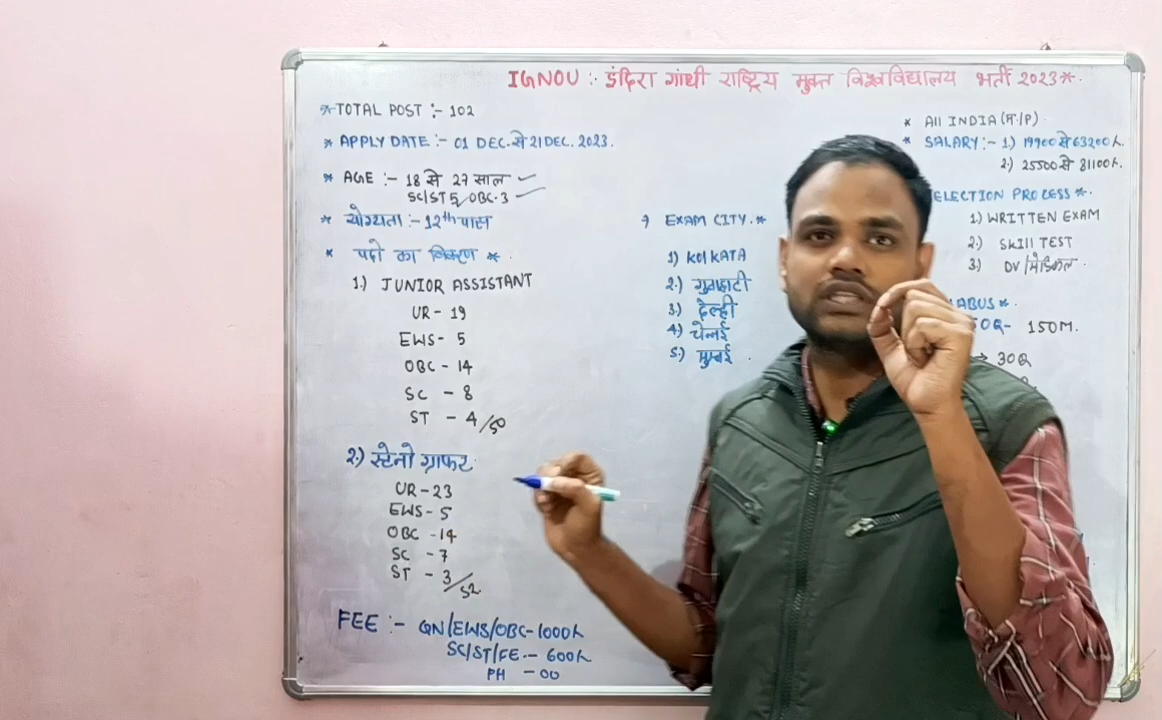 IGNOU :- इंदिरा गांधी राष्ट्रिय मुक्त विश्वविद्यालय भर्ती 2023*.
* TOTAL POST :- 102
* APPLY DATE :- 01 DEC. से 21 DEC. 2023.
* AGE :- 18 से 27 साल
SC/ST 5, OBC-3
* योग्यता :- 12th पास
* पदो का विवरण *.
1.) JUNIOR ASSISTANT
UR - 19
EWS - 5
OBC - 14
SC - 8
ST - 4/50
2.) स्टेनो ग्राफर
UR - 23
EWS - 5
OBC - 14
SC - 7
ST - 3/52
FEE :- GN/EWS/OBC - 1000/-
SC/ST/FE - 600/-
PH - 00
EXAM CITY.*
1) KOLKATA
2.) गुवाहाटी
3.) देल्ही
4.) चेन्नई
5.) मुम्बई.
* All INDIA (म./P)
* SALARY :- 1) 19900 से 63200/-
2) 25500 से 81100/-
ELECTION PROCESS *.
1) WRITTEN EXAM
2.) SKILL TEST
3.) DV/मेडिकल.
ABUS *.
50Q - 150M.
→ 30Q